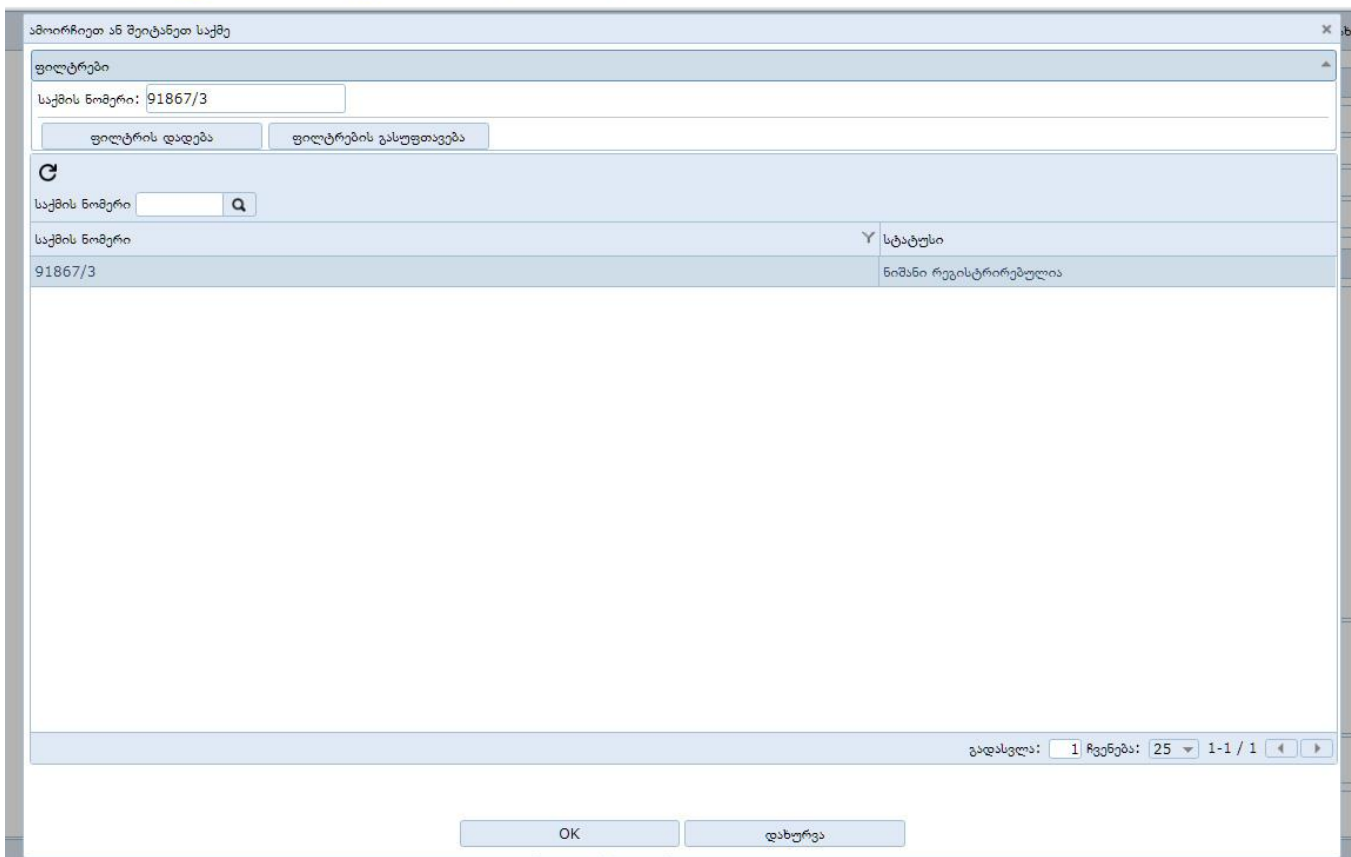 ამოირჩიეთ ან შეიტანეთ საქმე
ფილტრები
საქმის ნომერი: 91867/3
ფილტრის დადება ფილტრების გასუფთავება
საქმის ნომერი
საქმის ნომერი სტატუსი
91867/3 ნიშანი რეგისტრირებულია
გადასვლა: 1 ჩვენება: 25 1-1 / 1
OK დახურვა